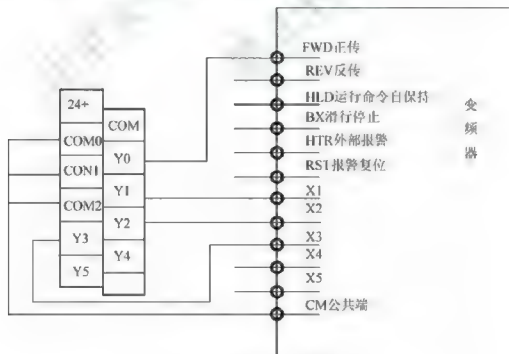 24+
COM0
CON1
COM2
Y3
Y5
COM
Y0
Y1
Y2
Y4
FWD正传
REV反传
HLD运行命令自保持
BX滑行停止
HTR外部报警
RST报警复位
X1
X2
X3
X4
X5
CM公共端
变频器